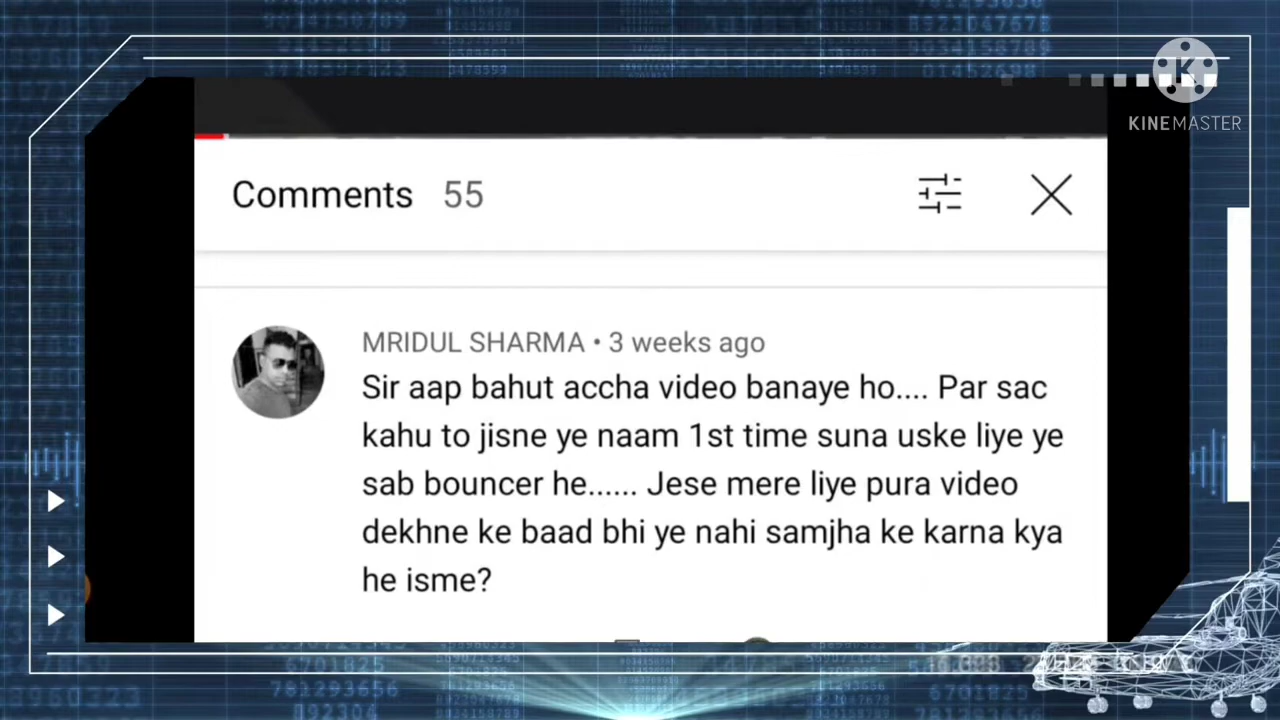 KINEMASTER
Comments 55
MRIDUL SHARMA • 3 weeks ago
Sir aap bahut accha video banaye ho.... Par sac
kahu to jisne ye naam 1st time suna uske liye ye
sab bouncer he...... Jese mere liye pura video
dekhne ke baad bhi ye nahi samjha ke karna kya
he isme?